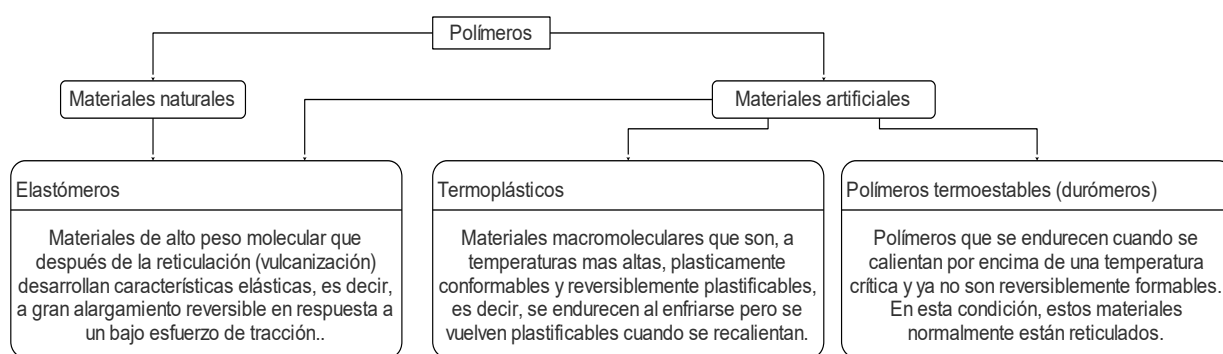 Polímeros
Materiales naturales
Materiales artificiales
Elastómeros
Materiales de alto peso molecular que
después de la reticulación (vulcanización)
desarrollan características elásticas, es decir,
a gran alargamiento reversible en respuesta a
un bajo esfuerzo de tracción..
Termoplásticos
Materiales macromoleculares que son, a
temperaturas mas altas, plasticamente
conformables y reversiblemente plastificables,
es decir, se endurecen al enfriarse pero se
vuelven plastificables cuando se recalientan.
Polímeros termoestables (durómeros)
Polímeros que se endurecen cuando se
calientan por encima de una temperatura
crítica y ya no son reversiblemente formables.
En esta condición, estos materiales
normalmente están reticulados.